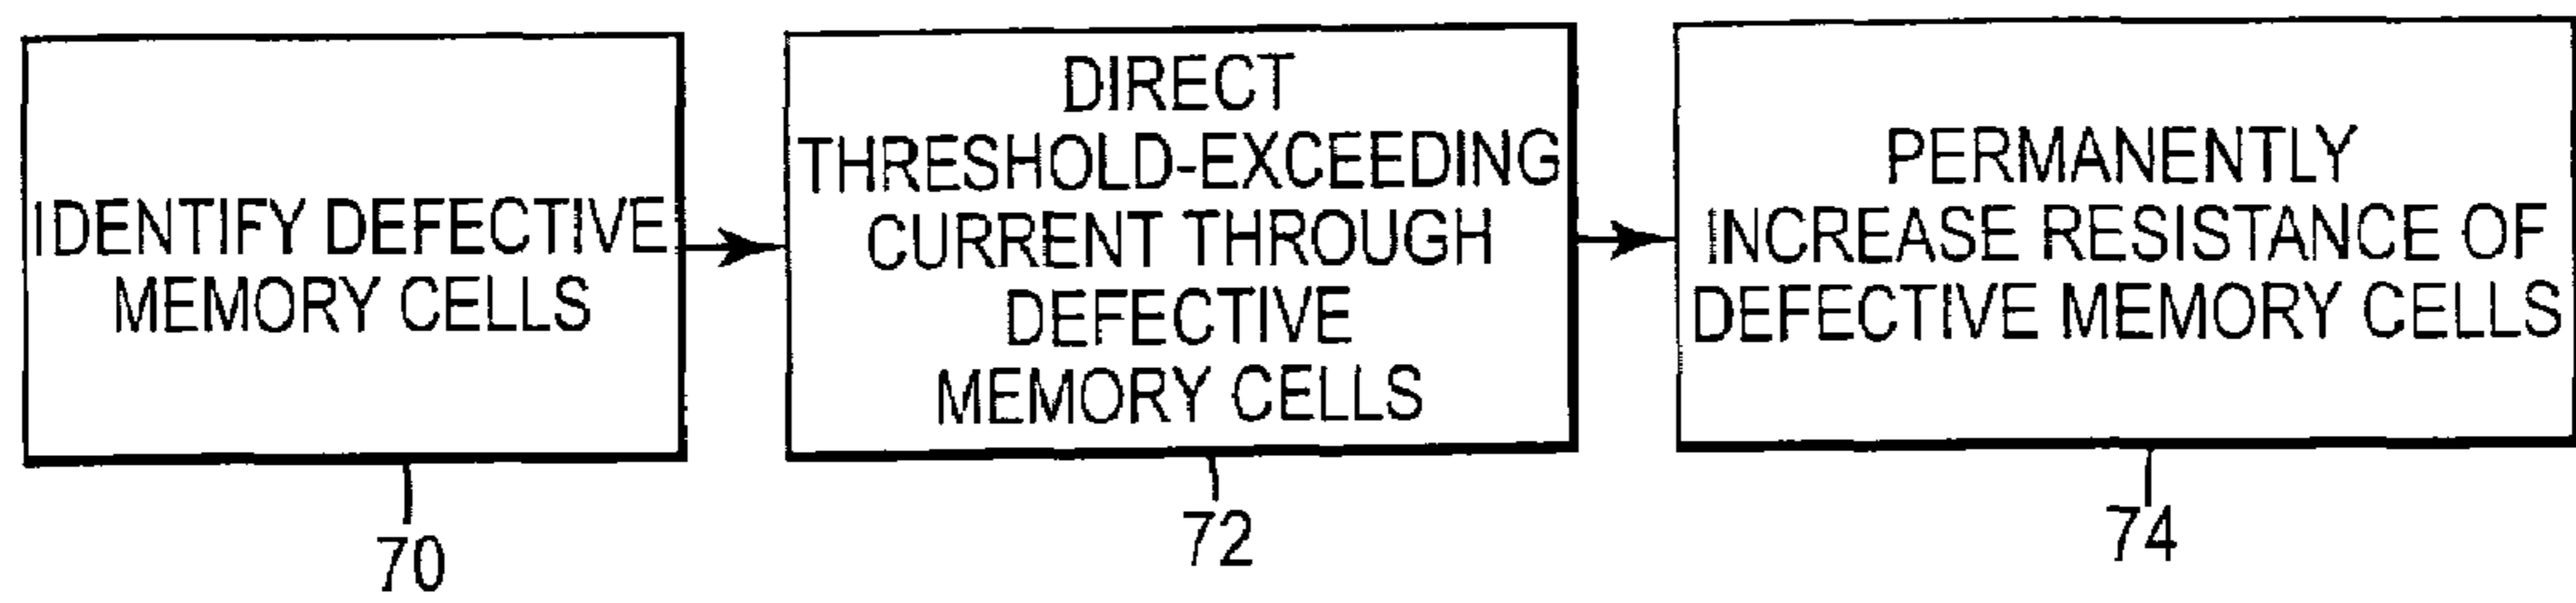 IDENTIFY DEFECTIVE
MEMORY CELLS
70
DIRECT
THRESHOLD-EXCEEDING
CURRENT THROUGH
DEFECTIVE
MEMORY CELLS
72
PERMANENTLY
INCREASE RESISTANCE OF
DEFECTIVE MEMORY CELLS
74